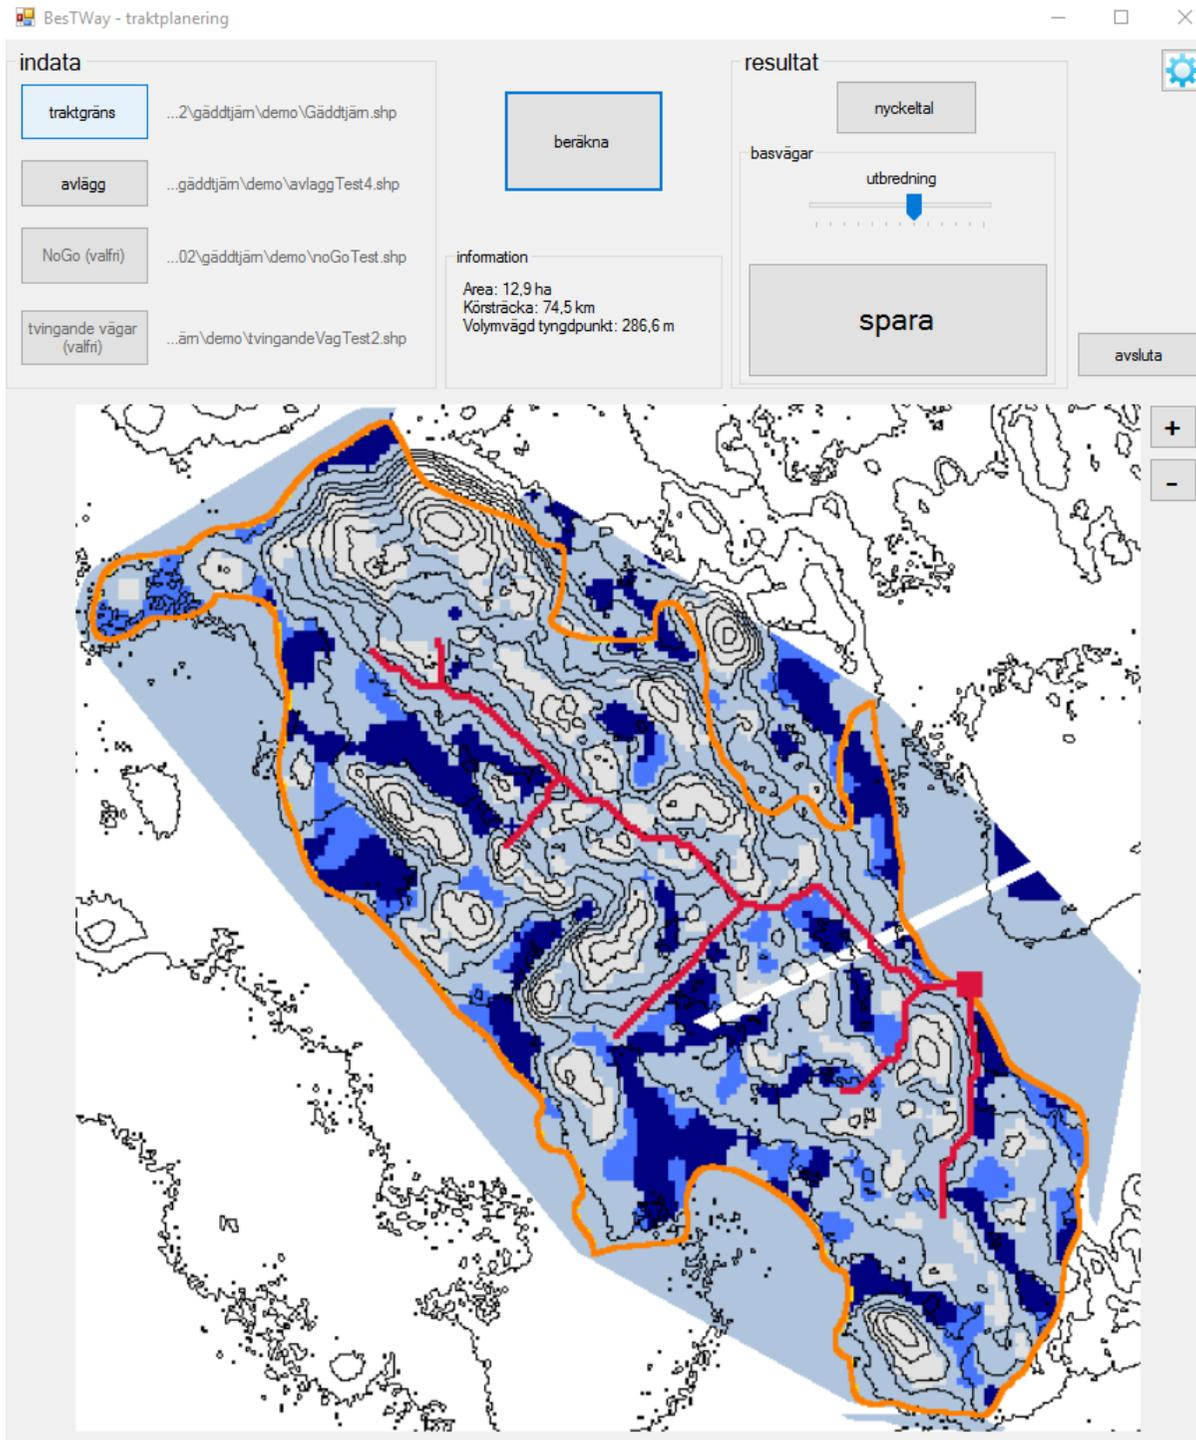 BesTWay - traktplanering
indata
traktgräns
...2\gäddtjärn\demo\Gäddtjärn.shp
avlägg
...gäddtjärn\demo\avlaggTest4.shp
NoGo (valfri)
...02\gäddtjärn\demo\noGoTest.shp
tvingande vägar
(valfri)
...ärn\demo\tvingandeVagTest2.shp
beräkna
information
Area: 12,9 ha
Körsträcka: 74,5 km
Volymvägd tyngdpunkt: 286,6 m
resultat
nyckeltal
basvägar
utbredning
spara
avsluta
+
-